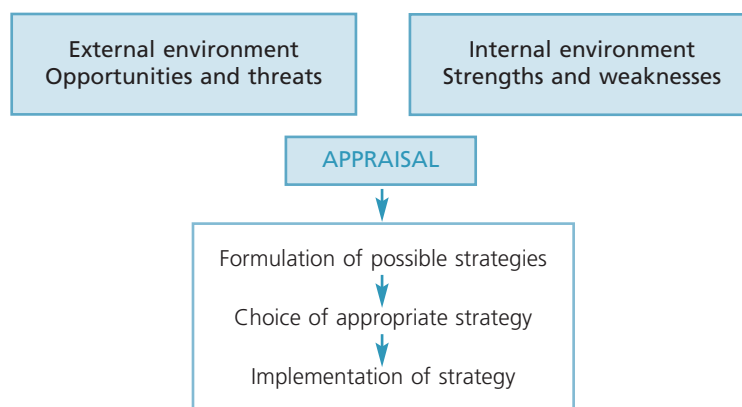 External environment
Opportunities and threats
Internal environment
Strengths and weaknesses
APPRAISAL
Formulation of possible strategies
Choice of appropriate strategy
Implementation of strategy